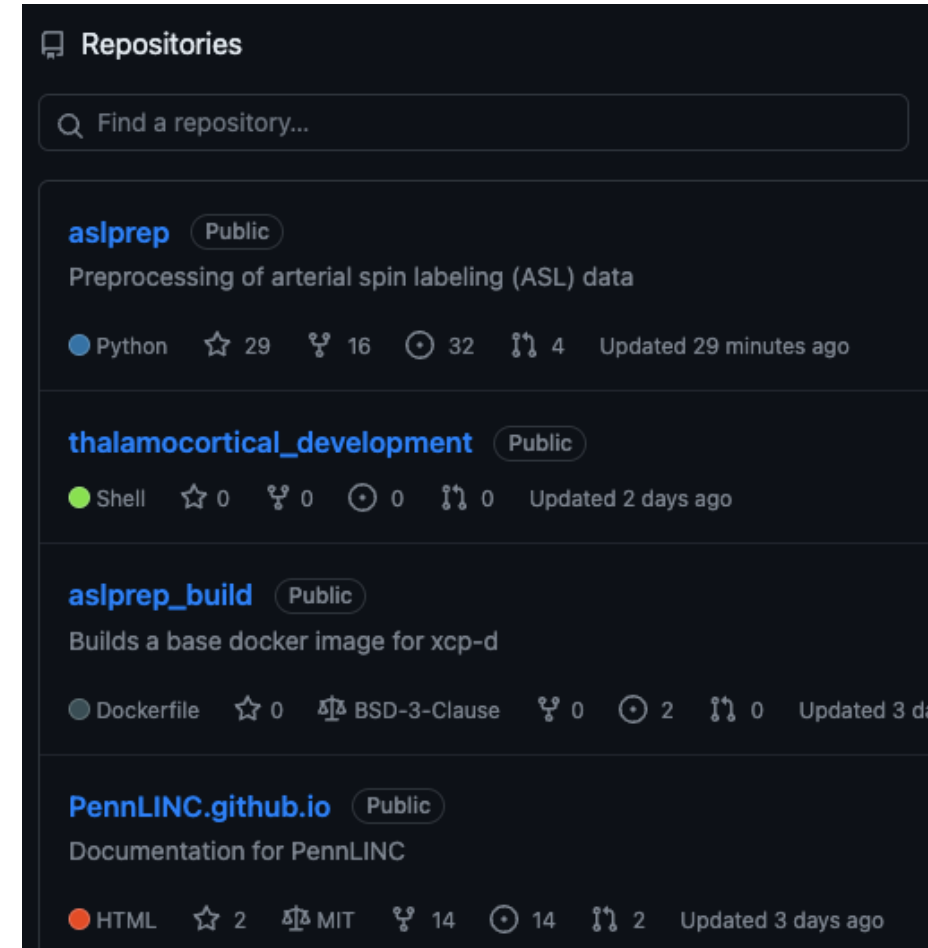 Repositories
Find a repository...
aslprep Public
Preprocessing of arterial spin labeling (ASL) data
Python 29 16 32 4 Updated 29 minutes ago
thalamocortical_development Public
Shell 0 0 0 0 Updated 2 days ago
aslprep_build Public
Builds a base docker image for xcp-d
Dockerfile 0 BSD-3-Clause 0 2 0 Updated 3
PennLINC.github.io Public
Documentation for PennLINC
HTML 2 MIT 14 14 2 Updated 3 days ago